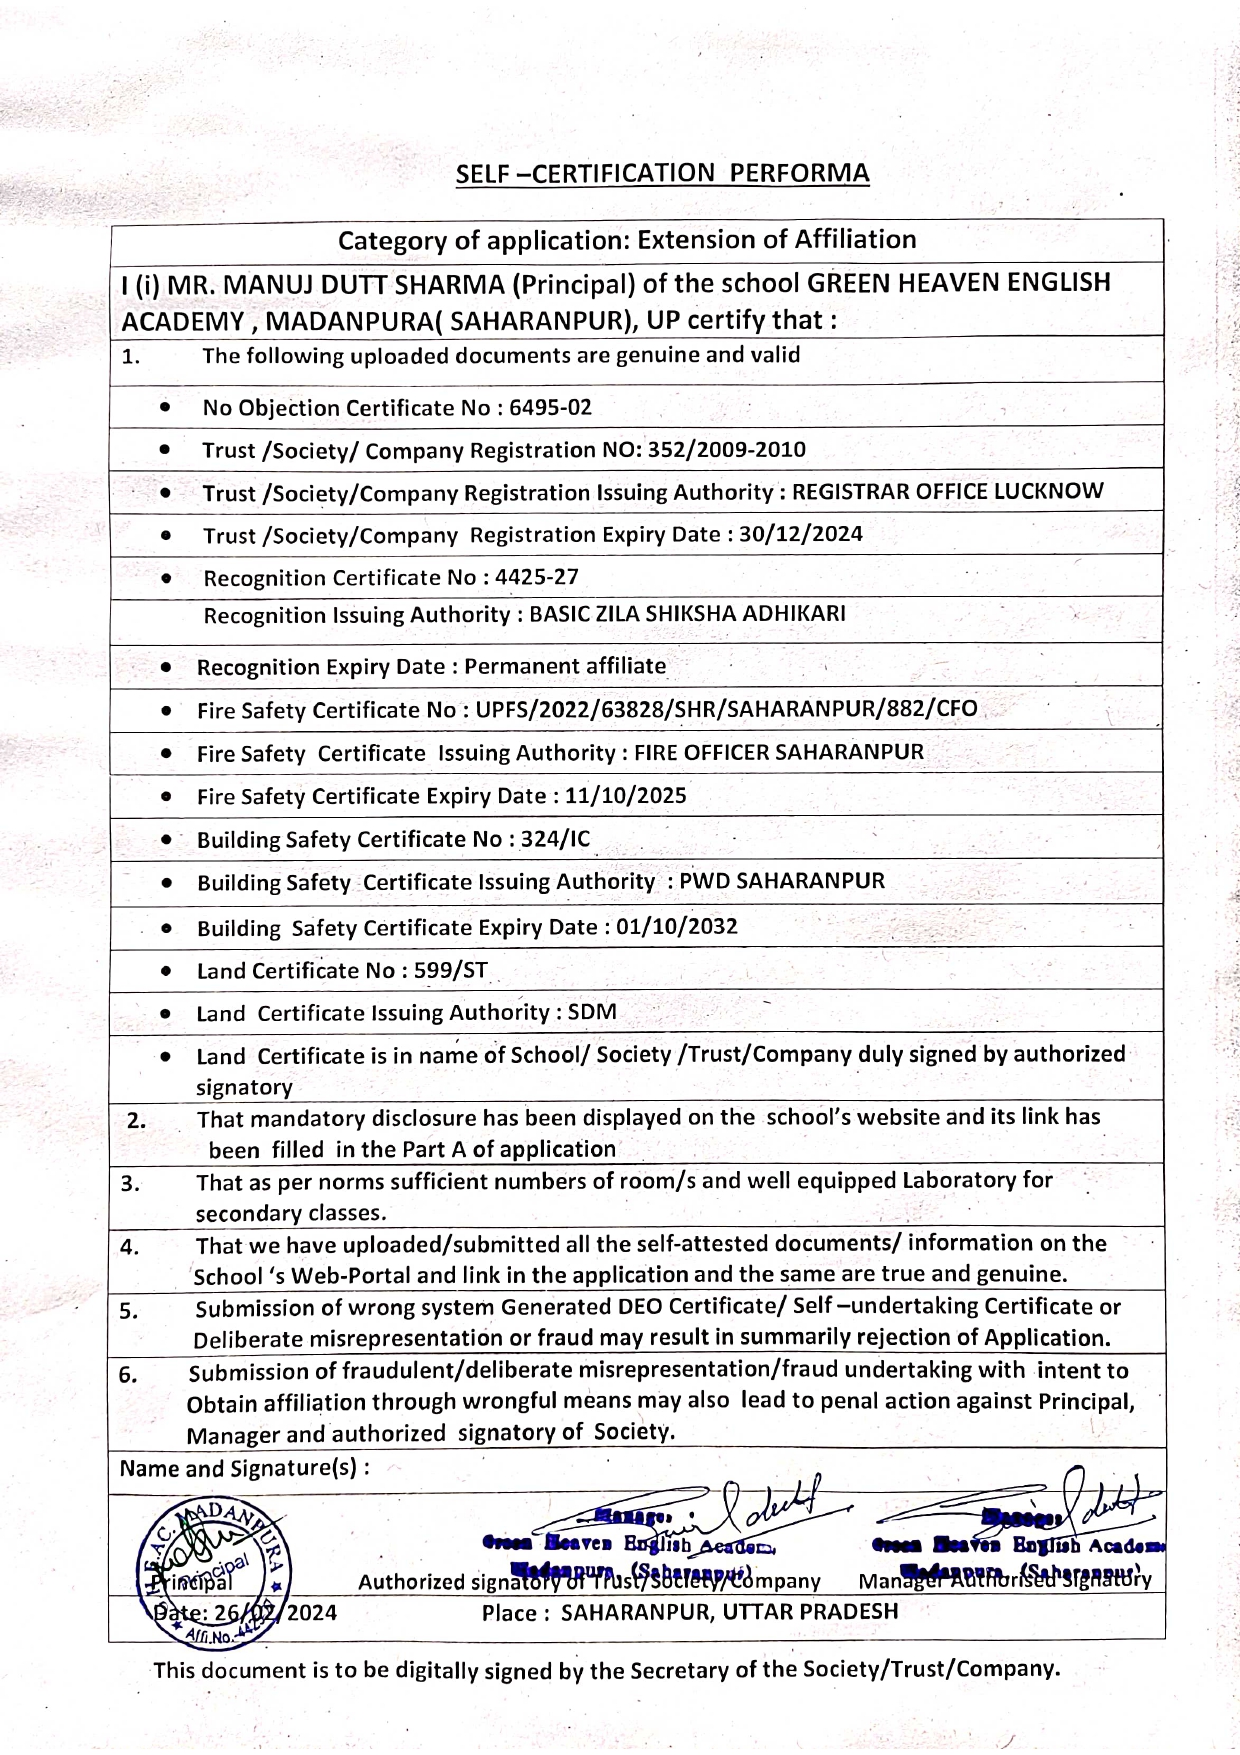 SELF –CERTIFICATION PERFORMA
Category of application: Extension of Affiliation
I (i) MR. MANUJ DUTT SHARMA (Principal) of the school GREEN HEAVEN ENGLISH
ACADEMY , MADANPURA( SAHARANPUR), UP certify that :
1. The following uploaded documents are genuine and valid
• No Objection Certificate No : 6495-02
• Trust /Society/ Company Registration NO: 352/2009-2010
• Trust /Society/Company Registration Issuing Authority : REGISTRAR OFFICE LUCKNOW
• Trust /Society/Company Registration Expiry Date : 30/12/2024
• Recognition Certificate No : 4425-27
Recognition Issuing Authority : BASIC ZILA SHIKSHA ADHIKARI
• Recognition Expiry Date : Permanent affiliate
• Fire Safety Certificate No : UPFS/2022/63828/SHR/SAHARANPUR/882/CFO
• Fire Safety Certificate Issuing Authority : FIRE OFFICER SAHARANPUR
• Fire Safety Certificate Expiry Date : 11/10/2025
• Building Safety Certificate No : 324/IC
• Building Safety Certificate Issuing Authority : PWD SAHARANPUR
• Building Safety Certificate Expiry Date : 01/10/2032
• Land Certificate No : 599/ST
• Land Certificate Issuing Authority : SDM
• Land Certificate is in name of School/ Society /Trust/Company duly signed by authorized
signatory
2. That mandatory disclosure has been displayed on the school's website and its link has
been filled in the Part A of application
3. That as per norms sufficient numbers of room/s and well equipped Laboratory for
secondary classes.
4. That we have uploaded/submitted all the self-attested documents/ information on the
School 's Web-Portal and link in the application and the same are true and genuine.
5. Submission of wrong system Generated DEO Certificate/ Self –undertaking Certificate or
Deliberate misrepresentation or fraud may result in summarily rejection of Application.
6. Submission of fraudulent/deliberate misrepresentation/fraud undertaking with intent to
Obtain affiliation through wrongful means may also lead to penal action against Principal,
Manager and authorized signatory of Society.
Name and Signature(s) :
MADANPURA
Principal
Affi.No.
Manager Manager
Green Heaven English Academy Green Heaven English Academy
Madanpura (Saharanpur) Madanpura (Saharanpur)
Principal Authorized signatory of Trust/Society/Company Manager Authorised Signatory
Date: 26/02/2024 Place : SAHARANPUR, UTTAR PRADESH
This document is to be digitally signed by the Secretary of the Society/Trust/Company.